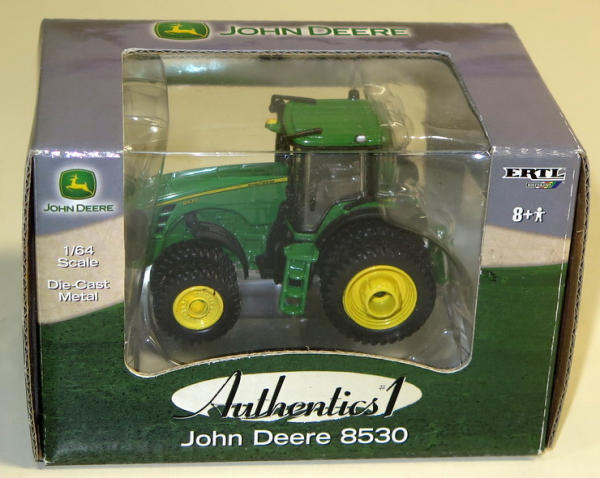 JOHN DEERE
JOHN DEERE
1/64
Scale
Die-Cast
Metal
ERTL
8+
Authentics #1
John Deere 8530